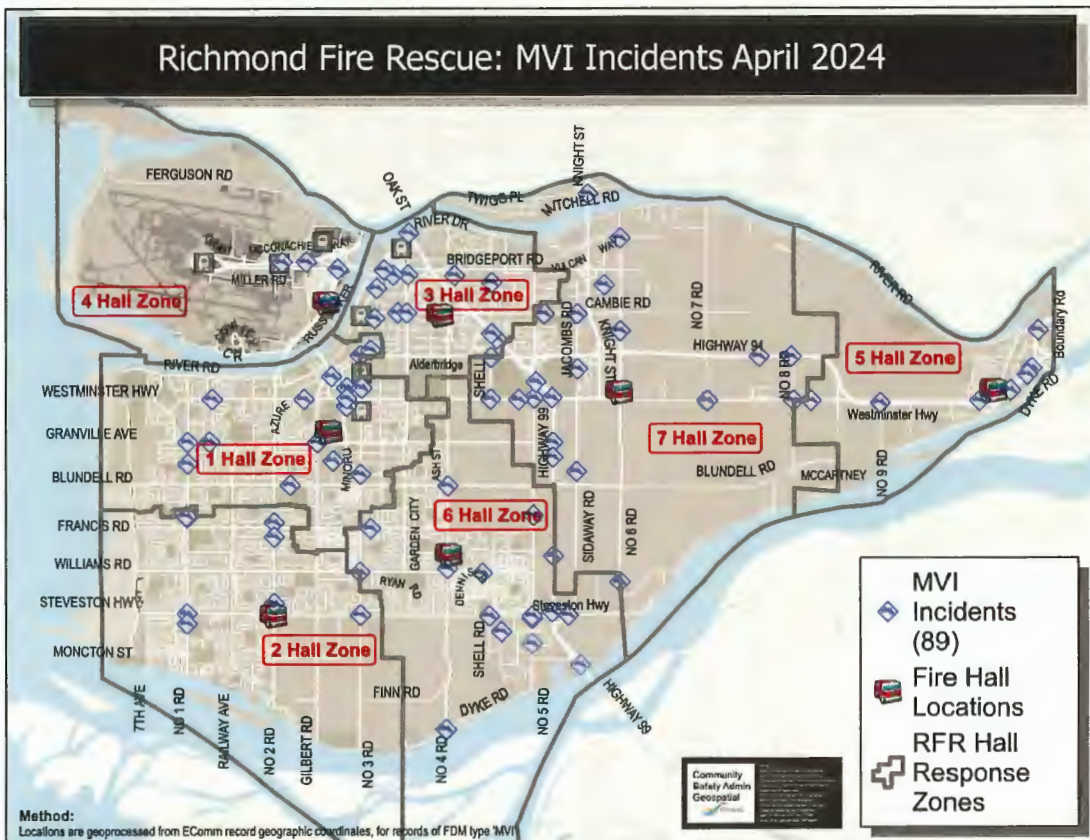 Richmond Fire Rescue: MVI Incidents April 2024
FERGUSON RD
OAK ST
TWIGG PL
KNIGHT ST
MITCHELL RD
RIVER DR
MCCONACHIE WAY
MILLER RD
BRIDGEPORT RD
VULCAN WAY
4 Hall Zone
3 Hall Zone
CAMBIE RD
NO 7 RD
RIVER RD
Boundary Rd
RIVER RD
Alderbridge
SHELL
JACOMBS RD
KNIGHT ST
HIGHWAY 91
NO 8 RD
5 Hall Zone
WESTMINSTER HWY
AZURE
HIGHWAY 99
Westminster Hwy
DYKE RD
GRANVILLE AVE
1 Hall Zone
MINORU
ASH ST
7 Hall Zone
BLUNDELL RD
BLUNDELL RD
MCCARTNEY
NO 9 RD
FRANCIS RD
GARDEN CITY
6 Hall Zone
SIDAWAY RD
NO 6 RD
WILLIAMS RD
RYAN RD
DENNIS
STEVESTON HWY
Steveston Hwy
2 Hall Zone
MONCTON ST
SHELL RD
7TH AVE
NO 1 RD
RAILWAY AVE
NO 2 RD
GILBERT RD
NO 3 RD
FINN RD
NO 4 RD
DYKE RD
NO 5 RD
HIGHWAY 99
MVI
Incidents
(89)
Fire Hall
Locations
RFR Hall
Response
Zones
Community
Safety Admin
Geospatial
Method:
Locations are geoprocessed from EComm record geographic coordinates, for records of FDM type 'MVI'